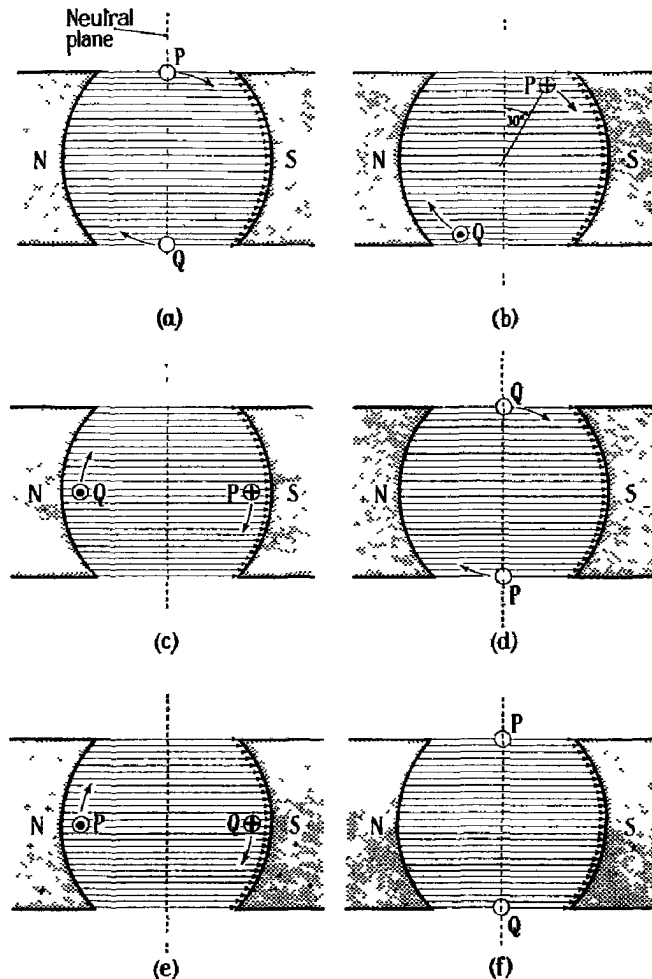 Neutral
plane
P
N S
Q
(a)
P
30°
N S
Q
(b)
N Q P S
(c)
Q
N S
P
(d)
N P Q S
(e)
P
N S
Q
(f)